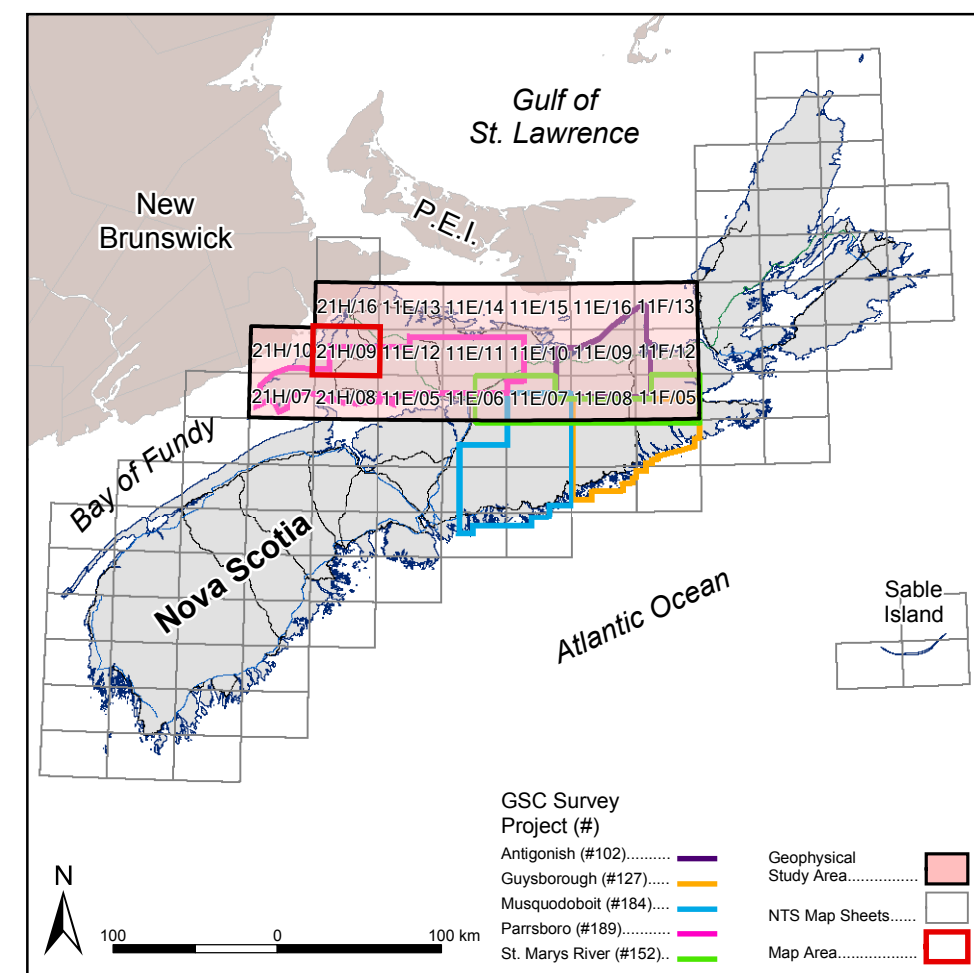 Gulf of
St. Lawrence
New
Brunswick
P.E.I.
21H/16 11E/13 11E/14 11E/15 11E/16 11F/13
21H/10 21H/09 11E/12 11E/11 11E/10 11E/09 11F/12
21H/07 21H/08 11E/05 11E/06 11E/07 11E/08 11F/05
Bay of Fundy
Nova Scotia
Atlantic Ocean
Sable
Island
GSC Survey
Project (#)
Antigonish (#102)..........
Guysborough (#127).....
Musquodoboit (#184)....
Parrsboro (#189)...........
St. Marys River (#152)..
Geophysical
Study Area................
NTS Map Sheets......
Map Area..................
N
100 0 100 km